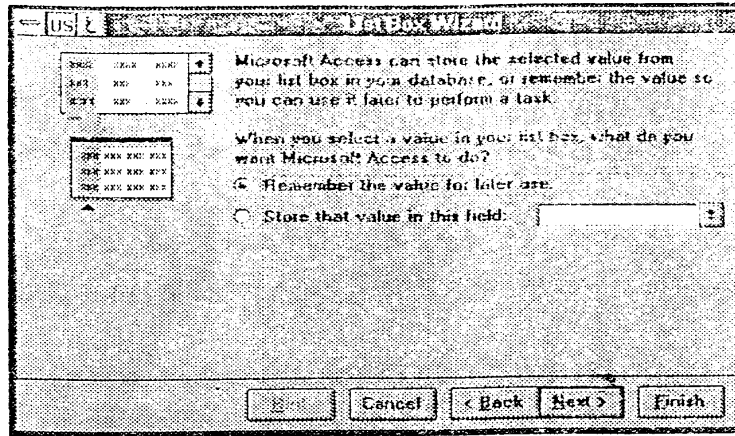 US
List Box Wizard
Microsoft Access can store the selected value from
your list box in your database, or remember the value so
you can use it later to perform a task.
When you select a value in your list box, what do you
want Microsoft Access to do?
Remember the value for later use.
Store that value in this field:
Cancel
< Back
Next >
Finish